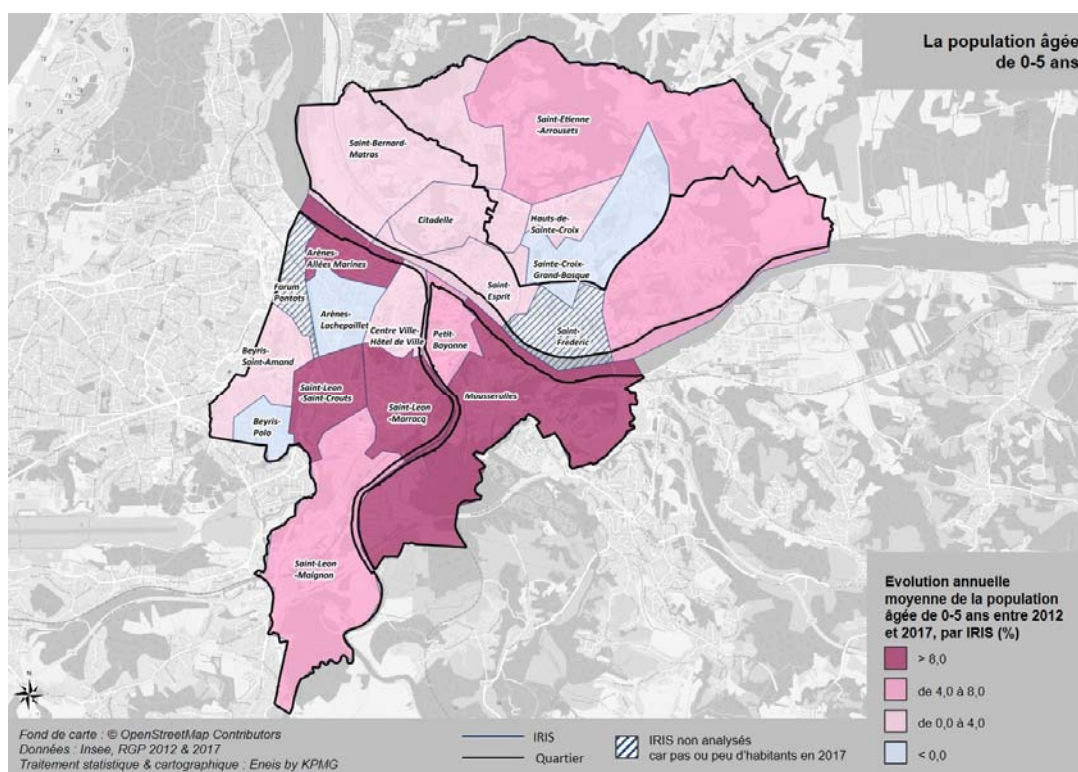 La population âgée
de 0-5 ans
Saint-Etienne
-Arrousets
Saint-Bernard-
Matras
Citadelle
Hauts-de-
Sainte-Croix
Sainte-Croix-
Grand-Basque
Arènes-
Allées Marines
Forum
Pontots
Saint-
Esprit
Arènes-
Lachepaillet
Centre Ville-
Hôtel de Ville
Petit-
Bayonne
Saint-
Fréderic
Beyris-
Saint-Amand
Saint-Leon
-Saint-Crouts
Saint-Leon
-Marracq
Mousserolles
Beyris-
Polo
Saint-Leon
-Maignon
Evolution annuelle
moyenne de la population
âgée de 0-5 ans entre 2012
et 2017, par IRIS (%)
> 8,0
de 4,0 à 8,0
de 0,0 à 4,0
< 0,0
N
Fond de carte : © OpenStreetMap Contributors
Données : Insee, RGP 2012 & 2017
Traitement statistique & cartographique : Eneis by KPMG
IRIS
Quartier
IRIS non analysés
car pas ou peu d'habitants en 2017